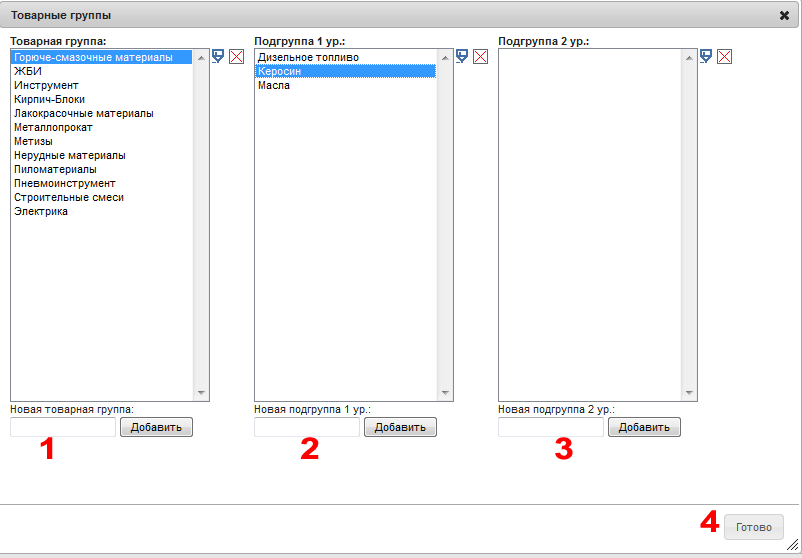 Товарные группы
Товарная группа:
Горюче-смазочные материалы
ЖБИ
Инструмент
Кирпич-Блоки
Лакокрасочные материалы
Металлопрокат
Метизы
Нерудные материалы
Пиломатериалы
Пневмоинструмент
Строительные смеси
Электрика
Новая товарная группа:
Добавить
1
Подгруппа 1 ур.:
Дизельное топливо
Керосин
Масла
Новая подгруппа 1 ур.:
Добавить
2
Подгруппа 2 ур.:
Новая подгруппа 2 ур.:
Добавить
3
4 Готово